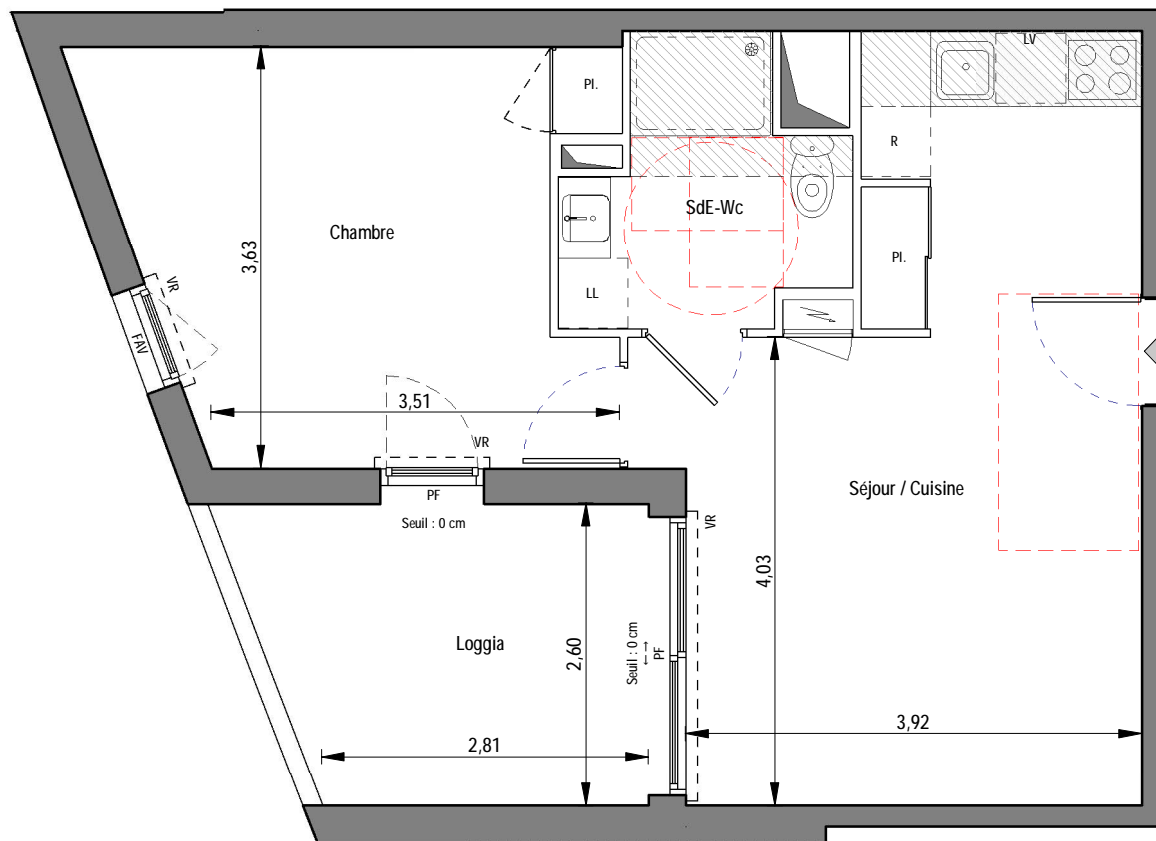 LV
Pl.
R
SdE-Wc
Chambre
3,63
Pl.
VR
LL
FAV
3,51
VR
PF
Seuil : 0 cm
Séjour / Cuisine
VR
4,03
Loggia
2,60
Seuil : 0 cm
←→
PF
3,92
2,81